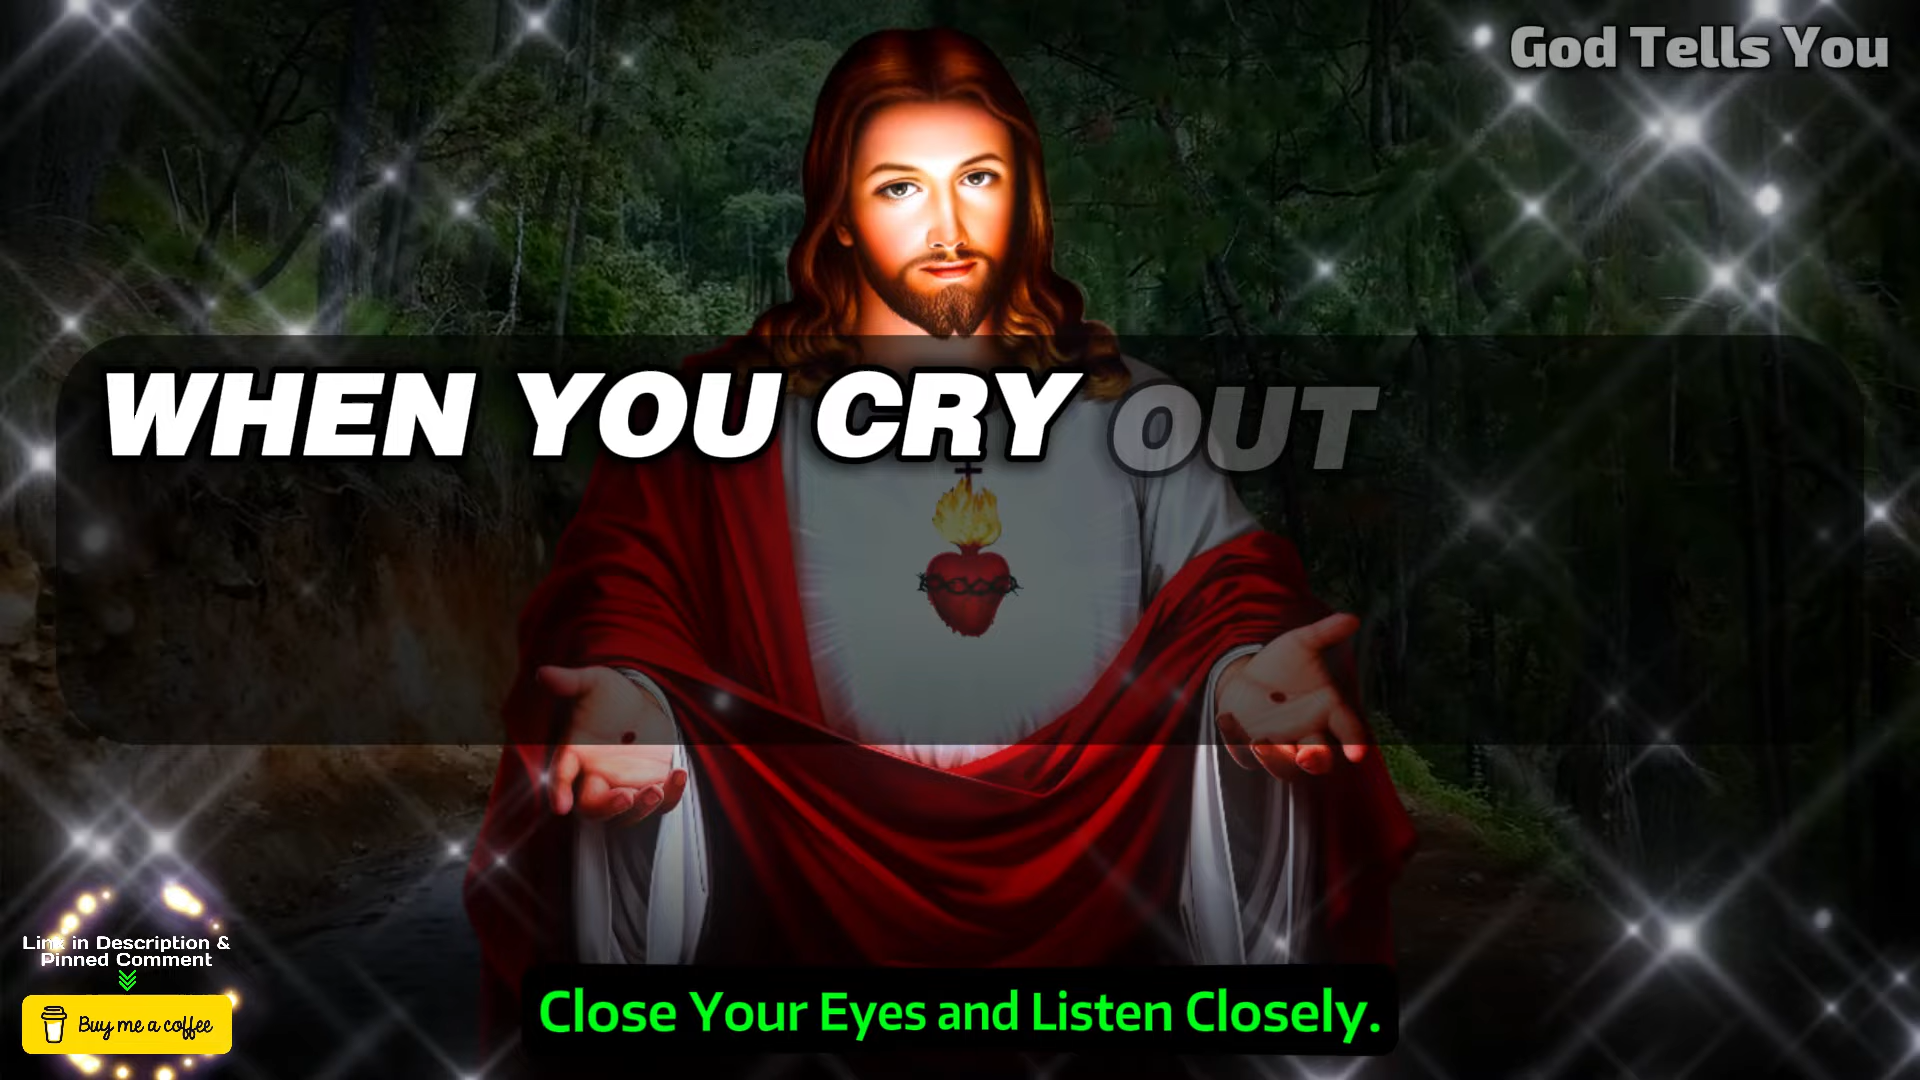 God Tells You
WHEN YOU CRY OUT
Link in Description &
Pinned Comment
Buy me a coffee
Close Your Eyes and Listen Closely.